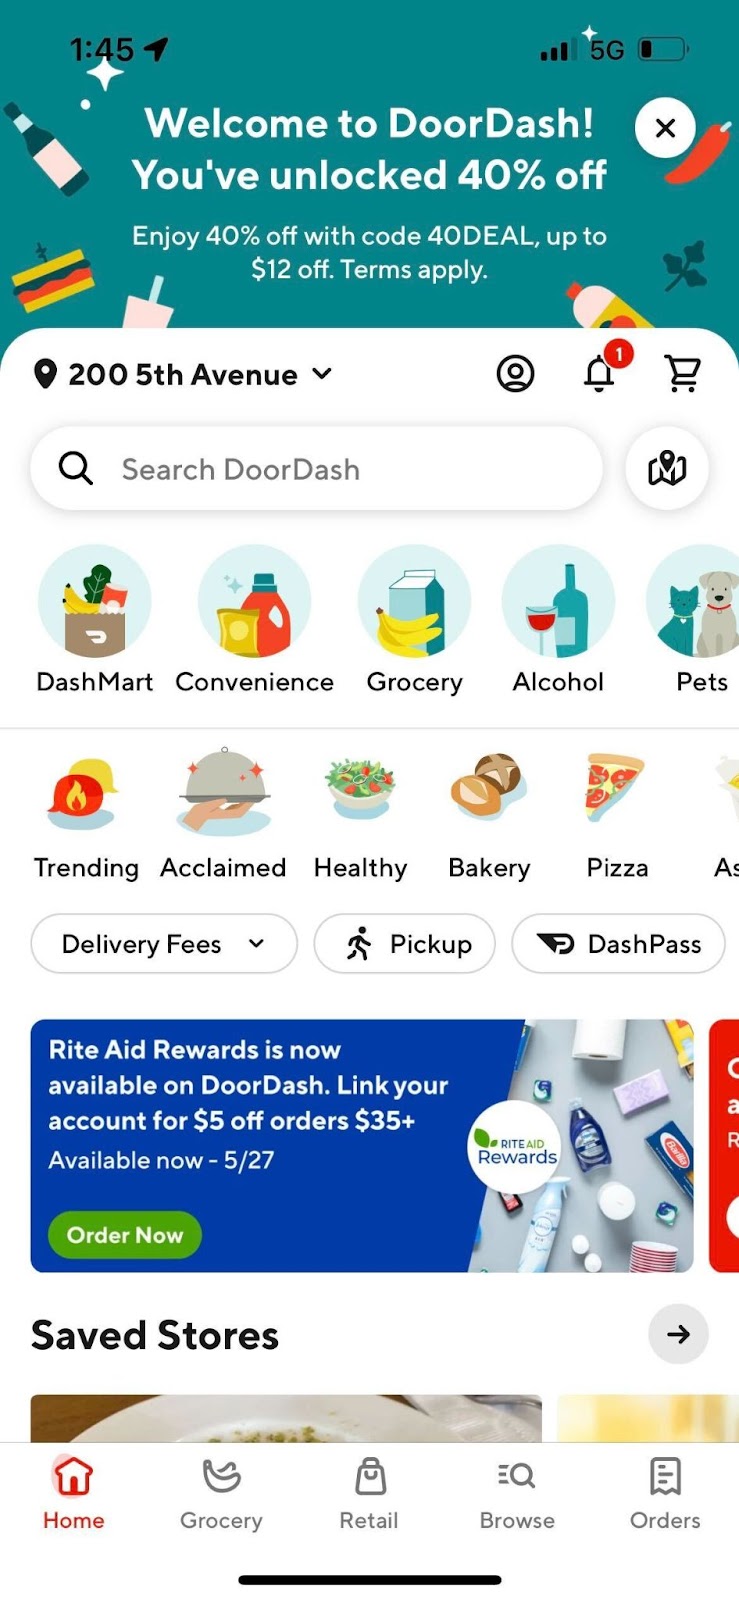 1:45
5G
Welcome to DoorDash!
You've unlocked 40% off
Enjoy 40% off with code 40DEAL, up to
$12 off. Terms apply.
200 5th Avenue
1
Search DoorDash
DashMart Convenience Grocery Alcohol Pets
Trending Acclaimed Healthy Bakery Pizza
Delivery Fees Pickup DashPass
Rite Aid Rewards is now
available on DoorDash. Link your
account for $5 off orders $35+
Available now - 5/27
Order Now
RITE AID
Rewards
Barilla
Saved Stores
Home Grocery Retail Browse Orders